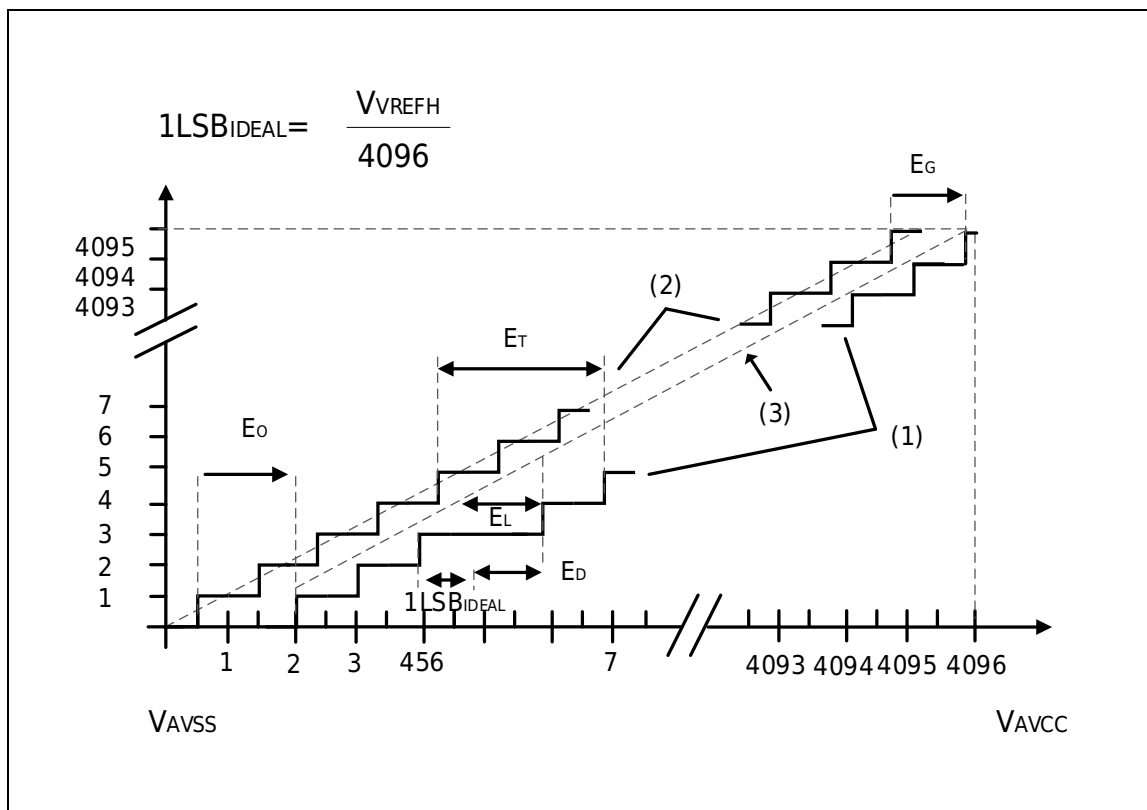 1LSBIDEAL= VVREFH
4096
EG
4095
4094
4093
(2)
ET
(3)
(1)
7
6
5
4
3
2
1
EO
EL
ED
1LSBIDEAL
1 2 3 456 7 4093 4094 4095 4096
VAVSS VAVCC